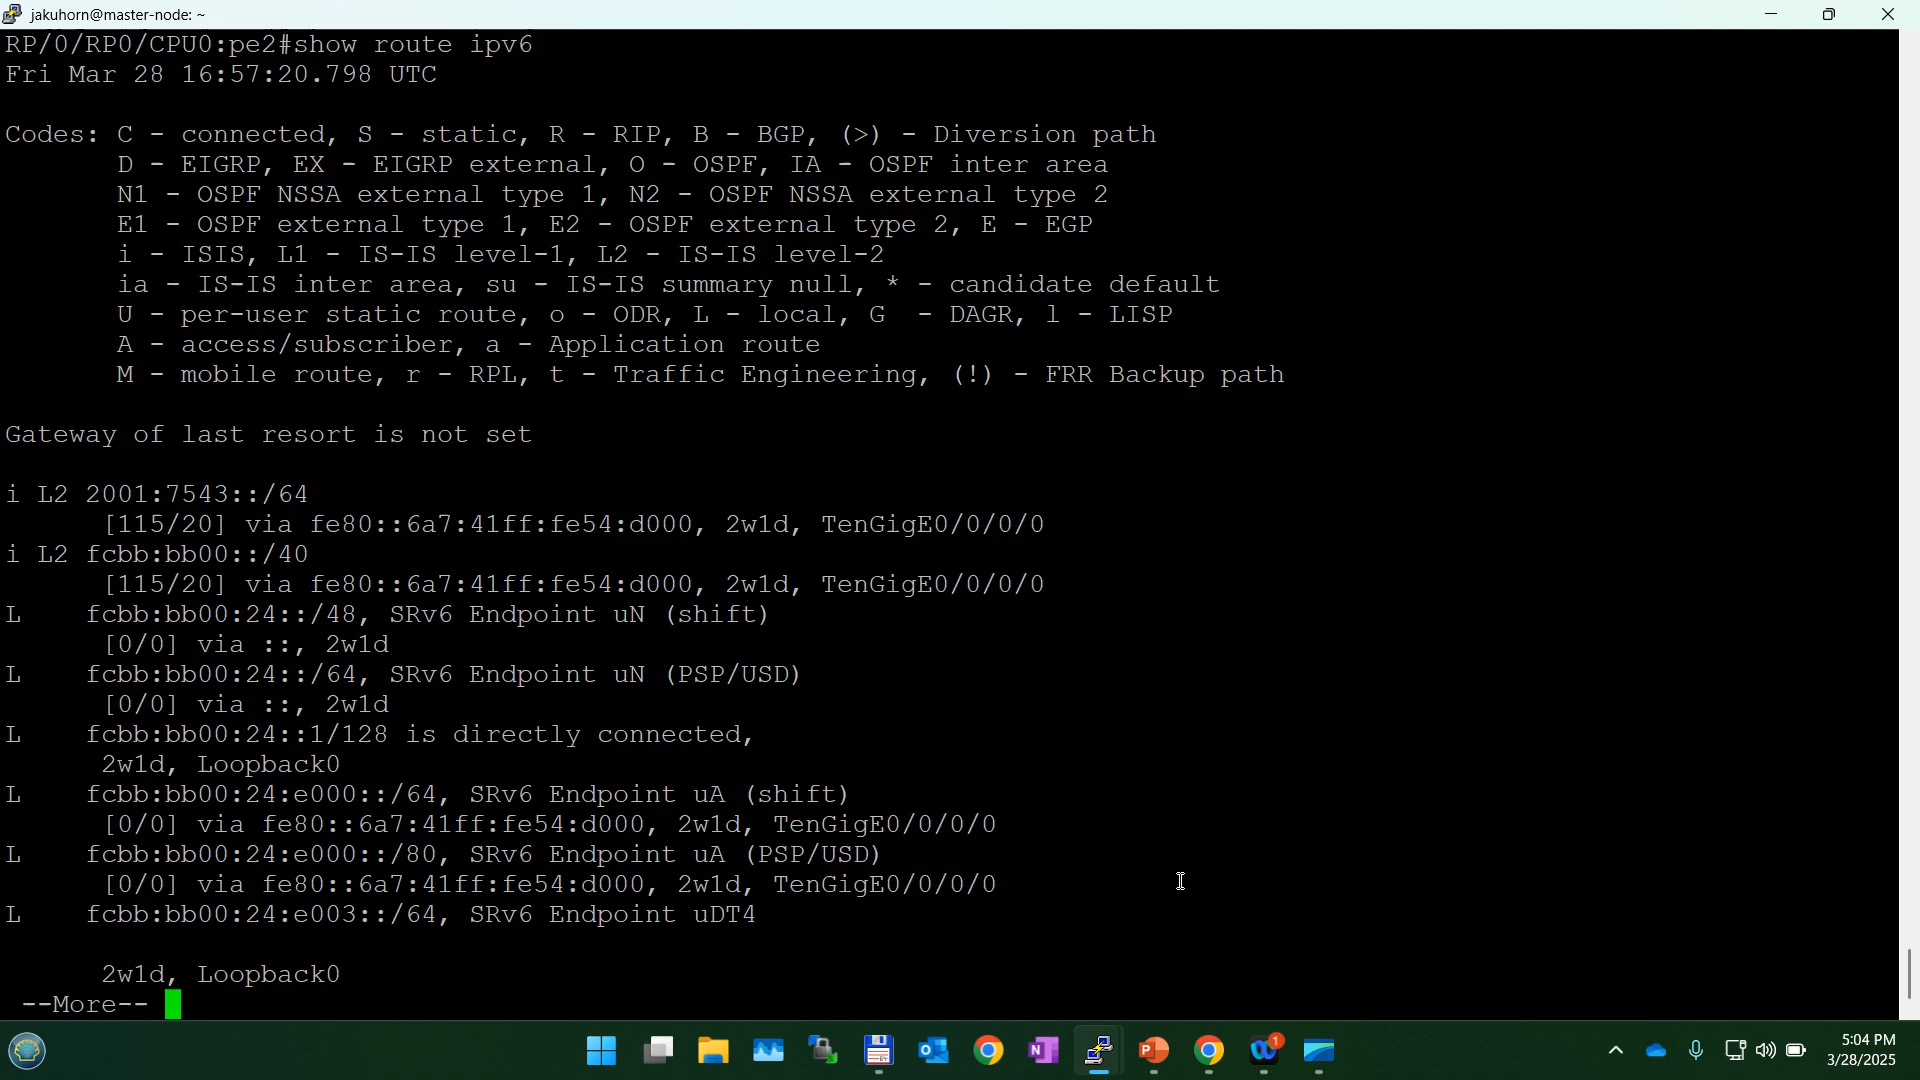 jakuhorn@master-node: ~
RP/0/RP0/CPU0:pe2#show route ipv6
Fri Mar 28 16:57:20.798 UTC
Codes: C - connected, S - static, R - RIP, B - BGP, (>) - Diversion path
D - EIGRP, EX - EIGRP external, O - OSPF, IA - OSPF inter area
N1 - OSPF NSSA external type 1, N2 - OSPF NSSA external type 2
E1 - OSPF external type 1, E2 - OSPF external type 2, E - EGP
i - ISIS, L1 - IS-IS level-1, L2 - IS-IS level-2
ia - IS-IS inter area, su - IS-IS summary null, * - candidate default
U - per-user static route, o - ODR, L - local, G  - DAGR, l - LISP
A - access/subscriber, a - Application route
M - mobile route, r - RPL, t - Traffic Engineering, (!) - FRR Backup path
Gateway of last resort is not set
i L2 2001:7543::/64
[115/20] via fe80::6a7:41ff:fe54:d000, 2w1d, TenGigE0/0/0/0
i L2 fcbb:bb00::/40
[115/20] via fe80::6a7:41ff:fe54:d000, 2w1d, TenGigE0/0/0/0
L    fcbb:bb00:24::/48, SRv6 Endpoint uN (shift)
[0/0] via ::, 2w1d
L    fcbb:bb00:24::/64, SRv6 Endpoint uN (PSP/USD)
[0/0] via ::, 2w1d
L    fcbb:bb00:24::1/128 is directly connected,
2w1d, Loopback0
L    fcbb:bb00:24:e000::/64, SRv6 Endpoint uA (shift)
[0/0] via fe80::6a7:41ff:fe54:d000, 2w1d, TenGigE0/0/0/0
L    fcbb:bb00:24:e000::/80, SRv6 Endpoint uA (PSP/USD)
[0/0] via fe80::6a7:41ff:fe54:d000, 2w1d, TenGigE0/0/0/0
L    fcbb:bb00:24:e003::/64, SRv6 Endpoint uDT4
2w1d, Loopback0
--More--
1
5:04 PM
3/28/2025